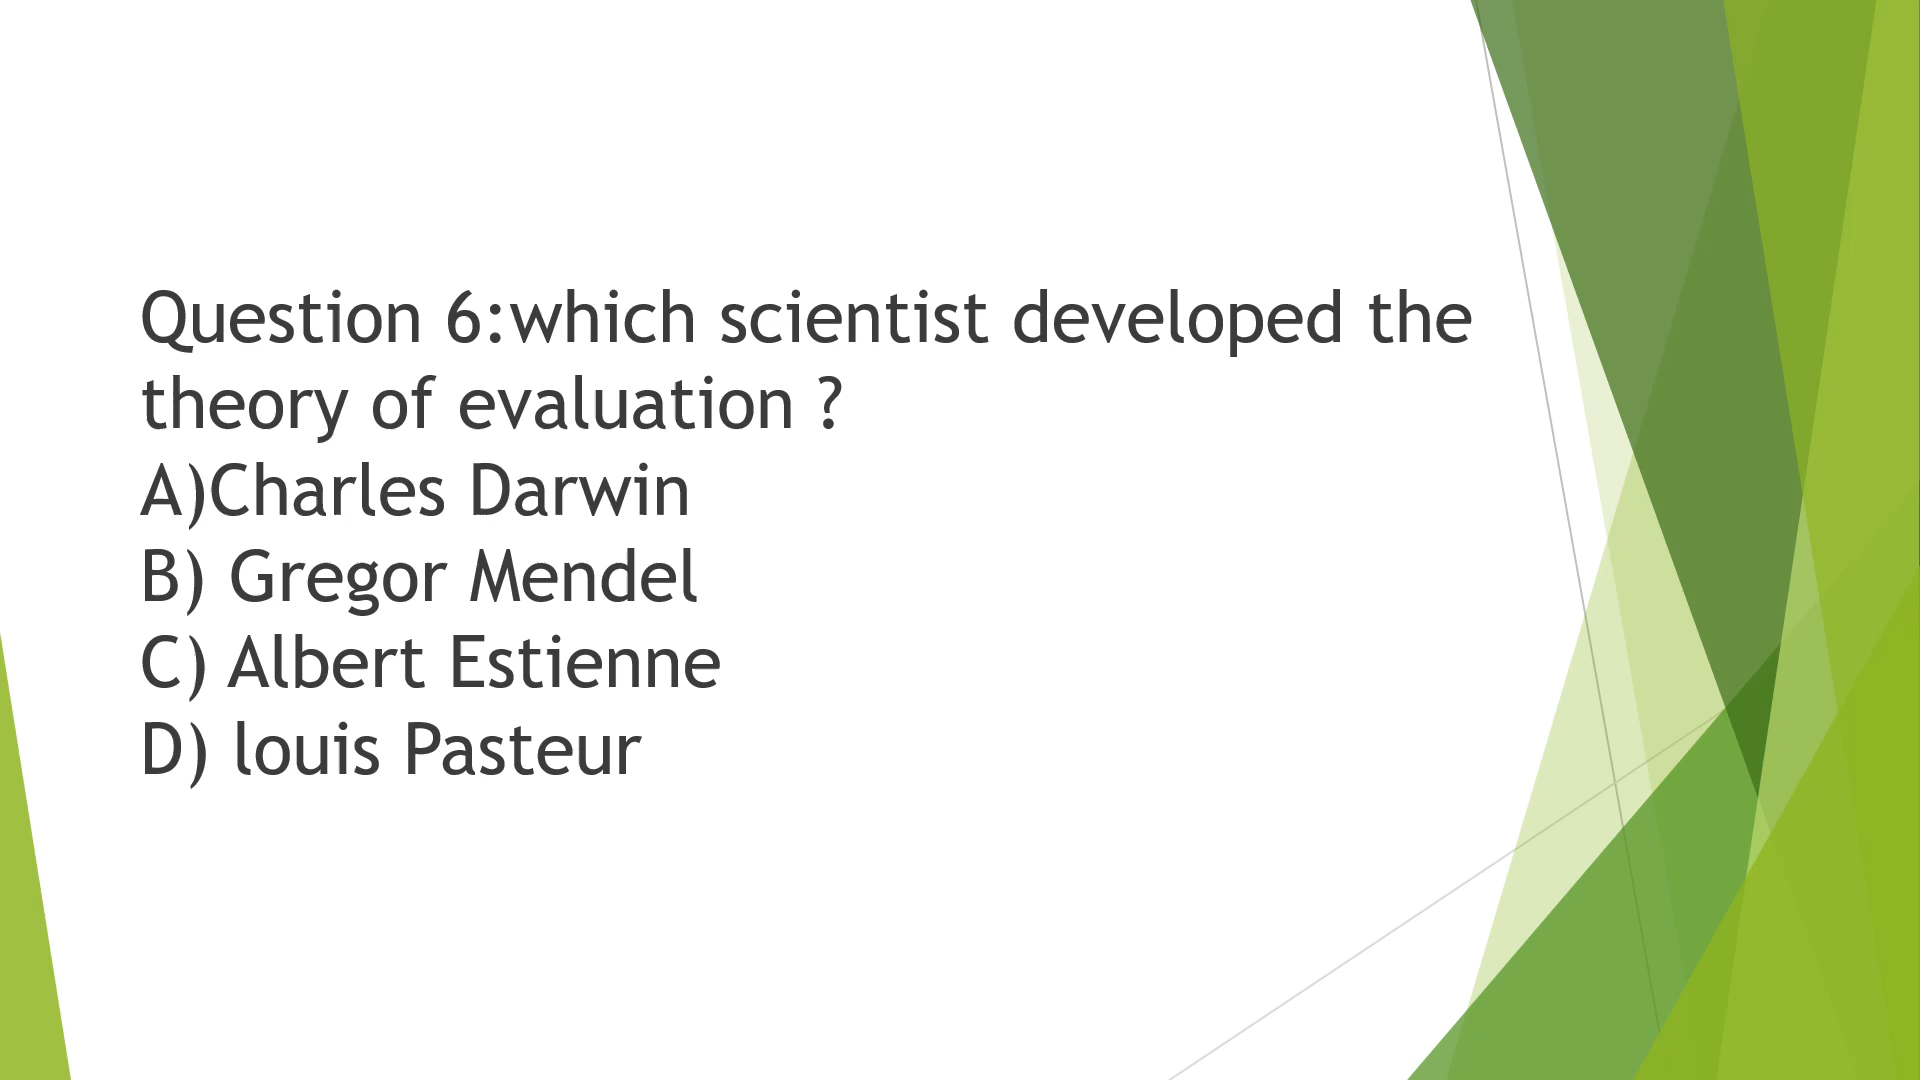 Question 6:which scientist developed the
theory of evaluation ?
A)Charles Darwin
B) Gregor Mendel
C) Albert Estienne
D) louis Pasteur